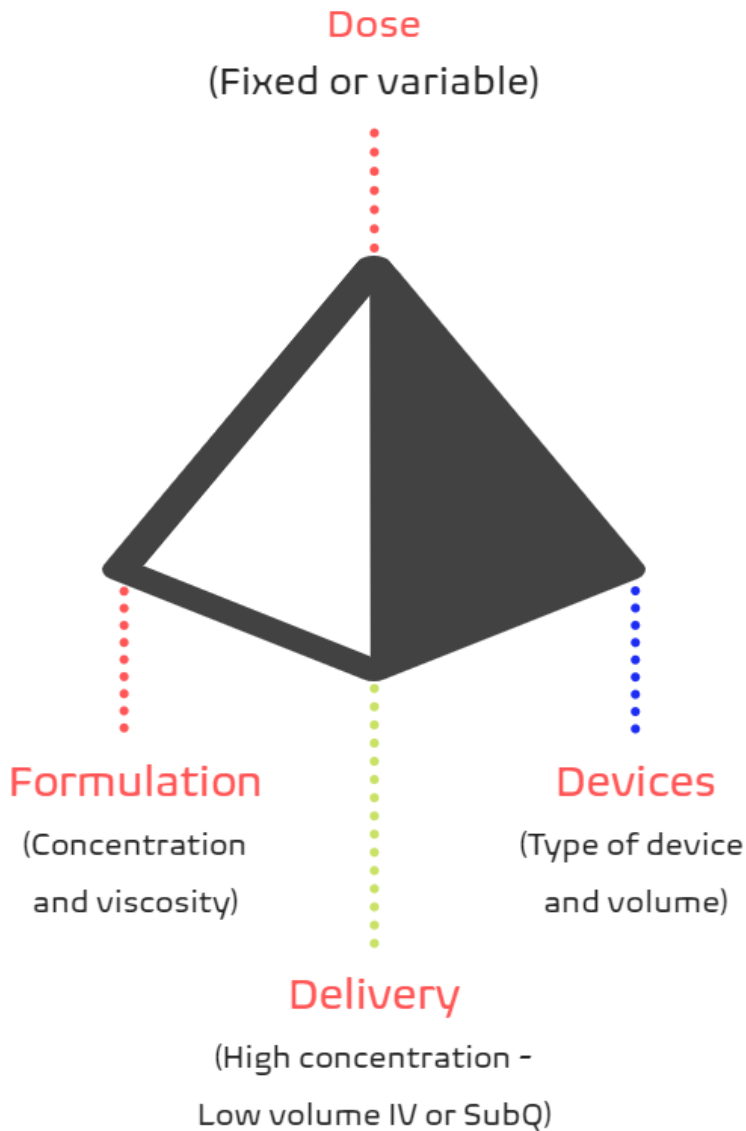 Dose
(Fixed or variable)
Formulation
(Concentration
and viscosity)
Devices
(Type of device
and volume)
Delivery
(High concentration -
Low volume IV or SubQ)